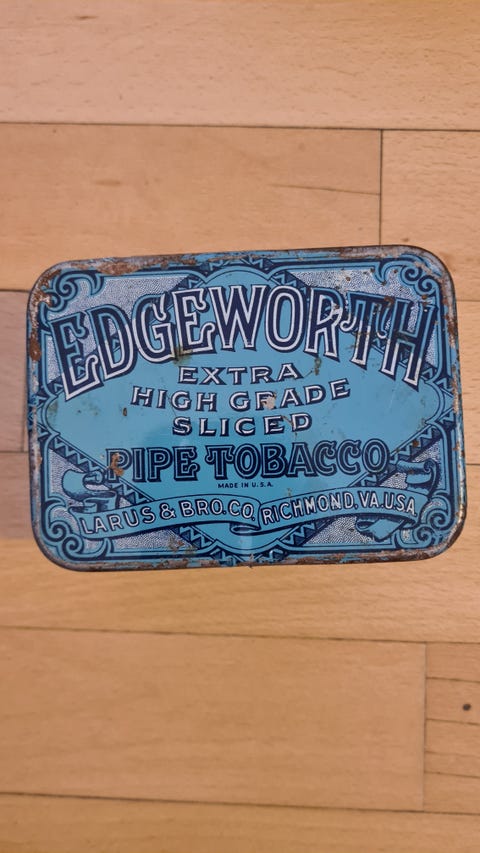 EDGEWORTH
EXTRA
HIGH GRADE
SLICED
PIPE TOBACCO
MADE IN U.S.A.
LARUS & BRO.CO. RICHMOND, VA. U.S.A.